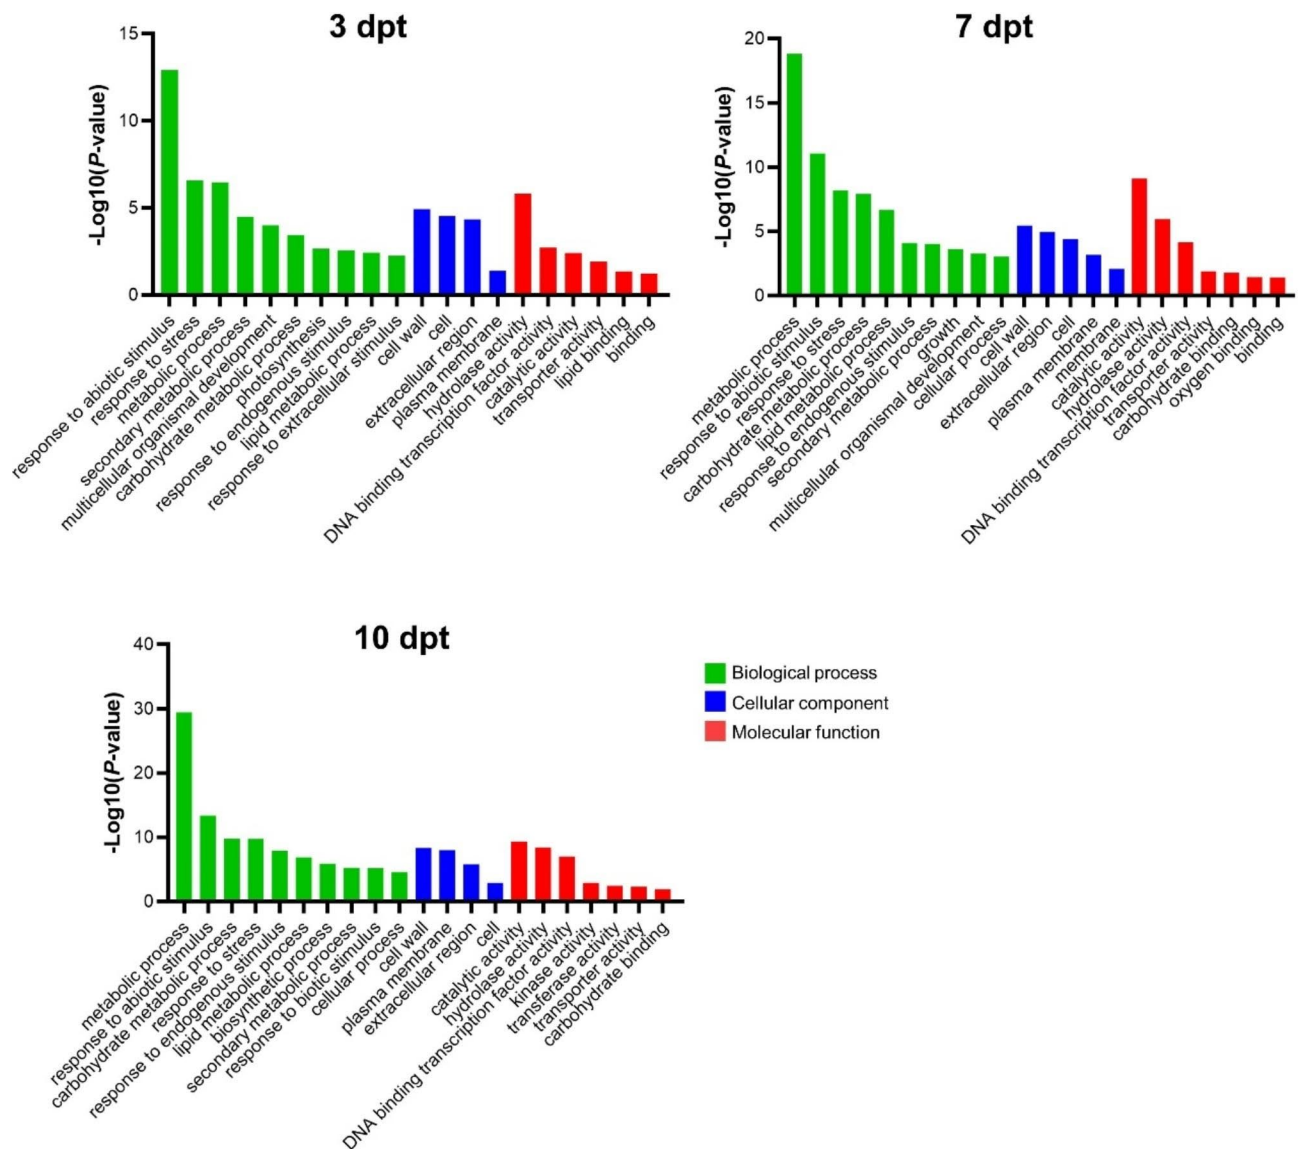 3 dpt
-Log10(P-value)
15
10
5
0
response to abiotic stimulus
response to stress
metabolic process
secondary metabolic process
multicellular organismal development
carbohydrate metabolic process
photosynthesis
response to endogenous stimulus
lipid metabolic process
response to extracellular stimulus
cell wall
cell
extracellular region
plasma membrane
hydrolase activity
DNA binding transcription factor activity
catalytic activity
transporter activity
lipid binding
binding
7 dpt
-Log10(P-value)
20
15
10
5
0
metabolic process
response to abiotic stimulus
response to stress
carbohydrate metabolic process
lipid metabolic process
response to endogenous stimulus
secondary metabolic process
growth
multicellular organismal development
cellular process
cell wall
extracellular region
cell
plasma membrane
membrane
catalytic activity
hydrolase activity
DNA binding transcription factor activity
transporter activity
carbohydrate binding
oxygen binding
binding
10 dpt
-Log10(P-value)
40
30
20
10
0
metabolic process
response to abiotic stimulus
carbohydrate metabolic process
response to stress
response to endogenous stimulus
lipid metabolic process
biosynthetic process
secondary metabolic process
response to biotic stimulus
cellular process
cell wall
plasma membrane
extracellular region
cell
catalytic activity
hydrolase activity
DNA binding transcription factor activity
kinase activity
transferase activity
transporter activity
carbohydrate binding
Biological process
Cellular component
Molecular function